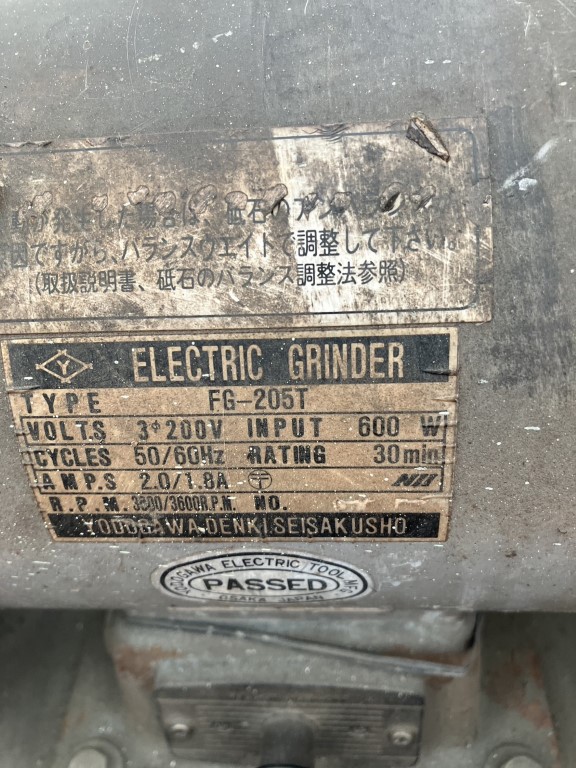 が発生した場合は、砥石のアンバランスが
因ですから、バランスウエイトで調整して下さい。
(取扱説明書、砥石のバランス調整法参照)
Y ELECTRIC GRINDER
TYPE FG-205T
VOLTS 3φ200V INPUT 600 W
CYCLES 50/60Hz RATING 30min
AMPS 2.0/1.8A
R.P.M. 3000/3600R.P.M. NO.
YODOGAWA DENKI SEISAKUSHO
YODOGAWA ELECTRIC TOOL MFG
PASSED
OSAKA JAPAN